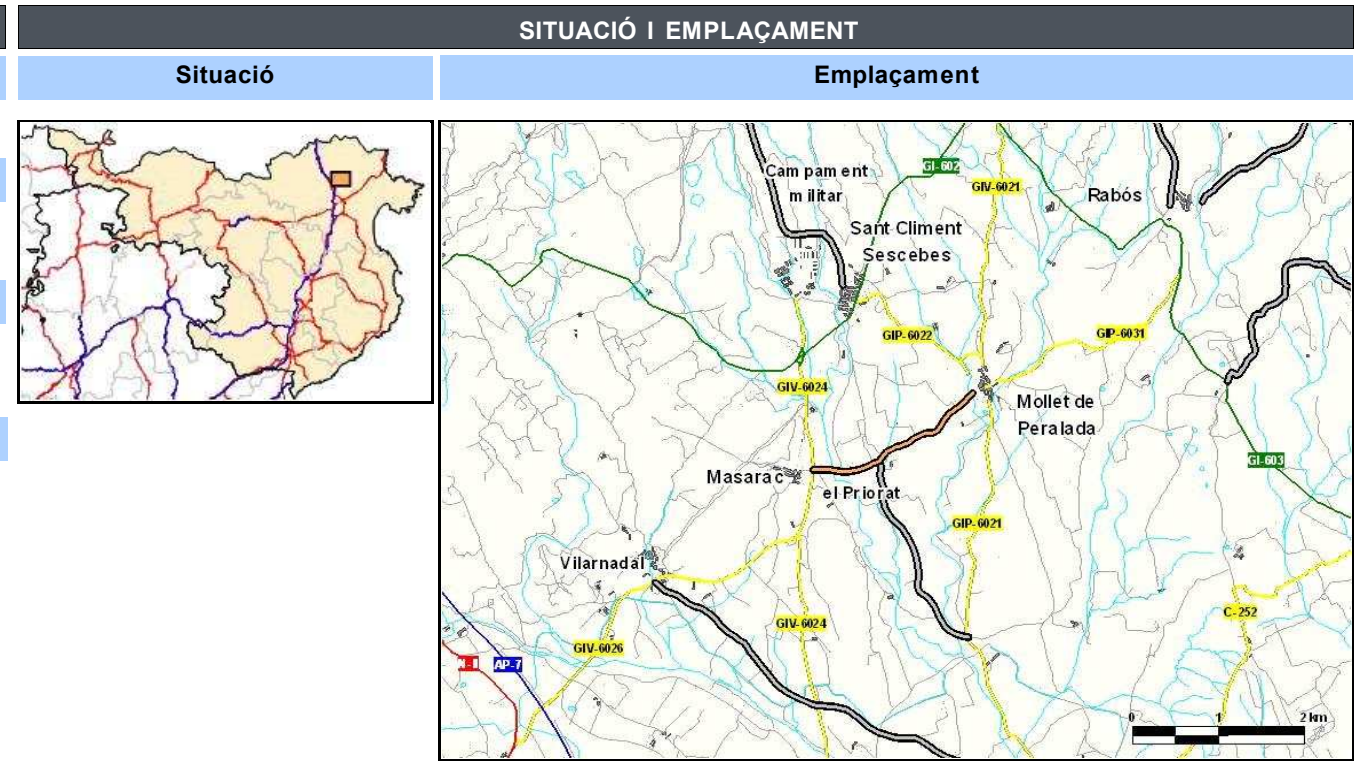 SITUACIÓ I EMPLAÇAMENT
Situació
Emplaçament
Campament
militar
GI-602
GIV-6021
Rabós
Sant Climent
Sescebes
GIP-6022
GIP-6031
GIV-6024
Mollet de
Peralada
GI-603
Masarac
el Priorat
GIP-6021
Vilarnadal
C-252
GIV-6024
GIV-6026
N-II
AP-7
0 1 2 km